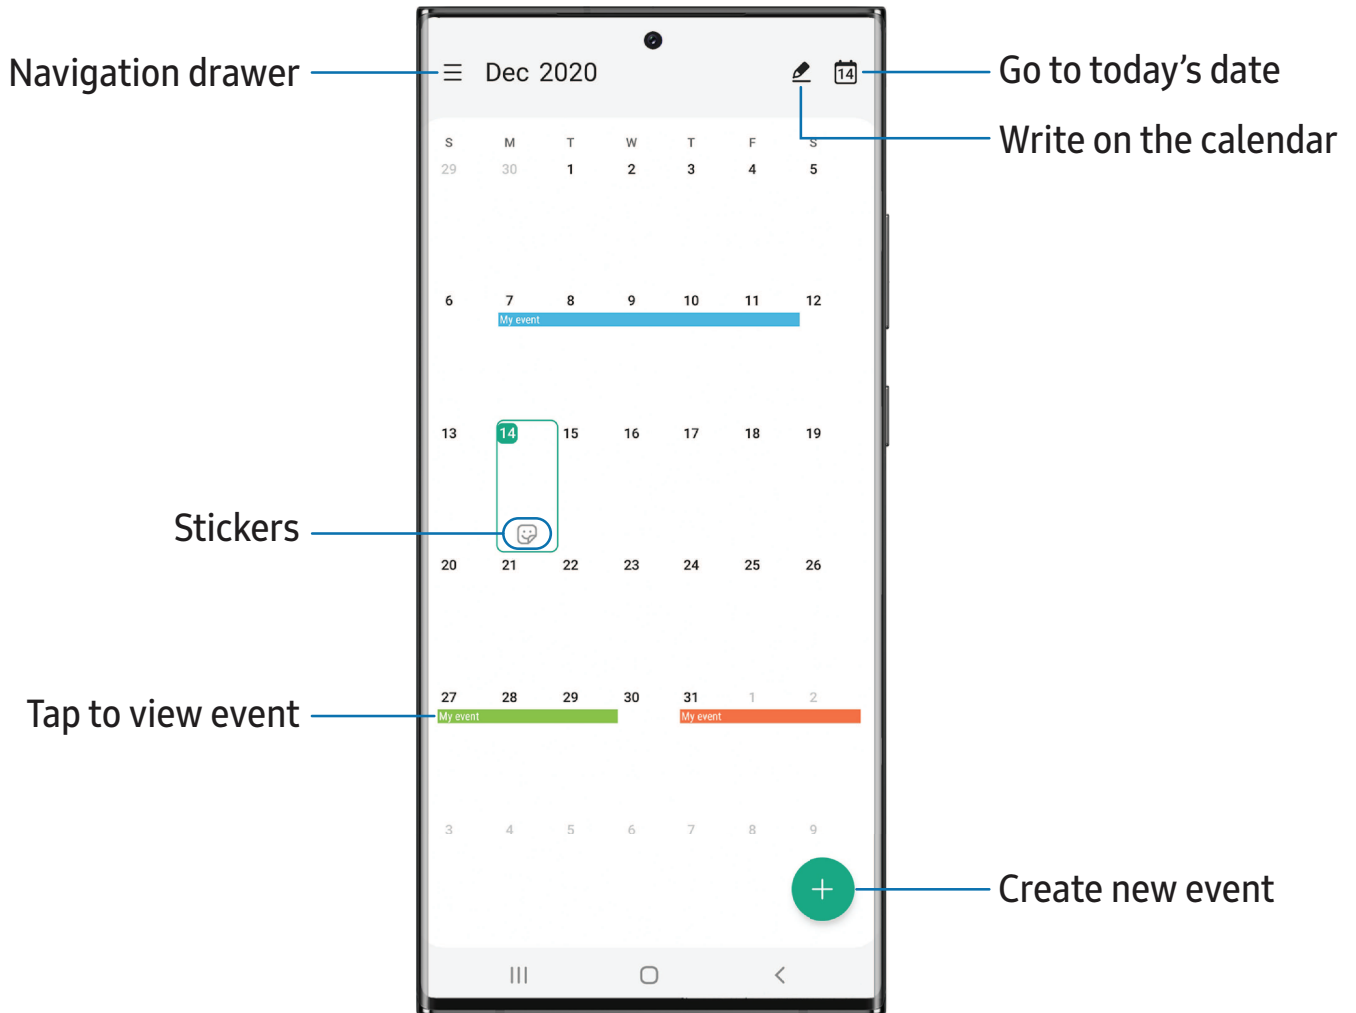 Navigation drawer
Dec 2020
14
Go to today's date
Write on the calendar
S M T W T F S
29 30 1 2 3 4 5
6 7 8 9 10 11 12
My event
13 14 15 16 17 18 19
Stickers
20 21 22 23 24 25 26
27 28 29 30 31 1 2
Tap to view event
My event My event
3 4 5 6 7 8 9
Create new event